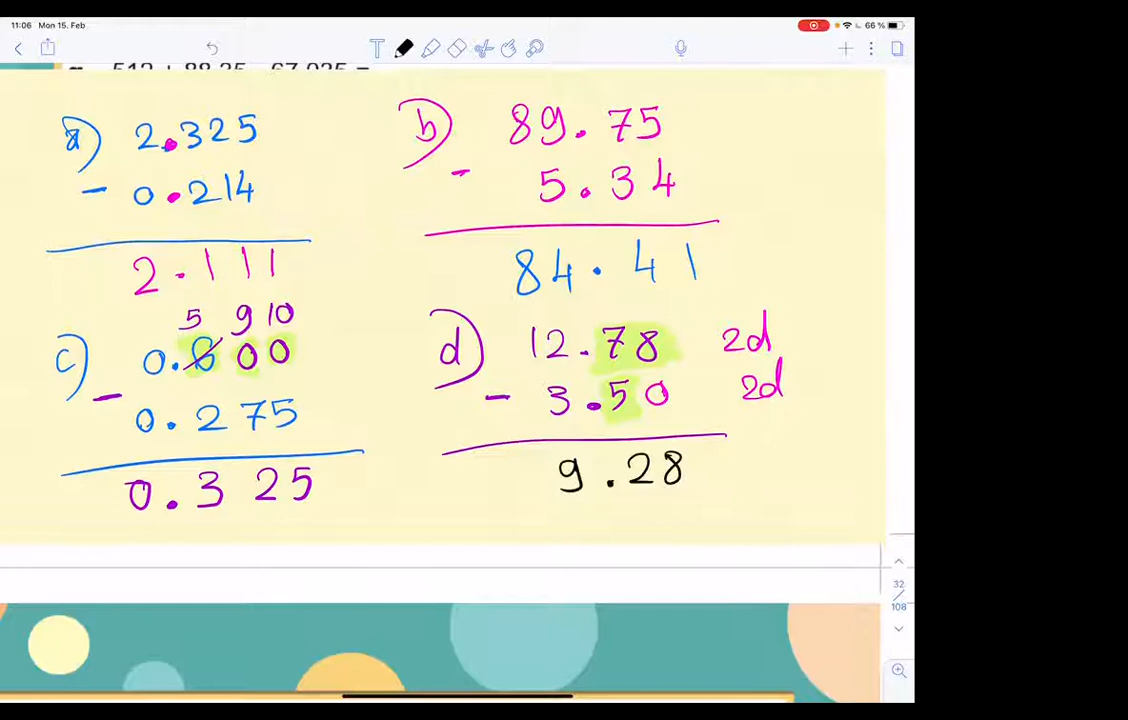 11:06 Mon 15. Feb
66 %
a) 2.325
- 0.214
2.111
b) 89.75
- 5.34
84.41
5 9 10
c) 0.600
- 0.275
0.325
d) 12.78 2d
- 3.50 2d
9.28
32
108